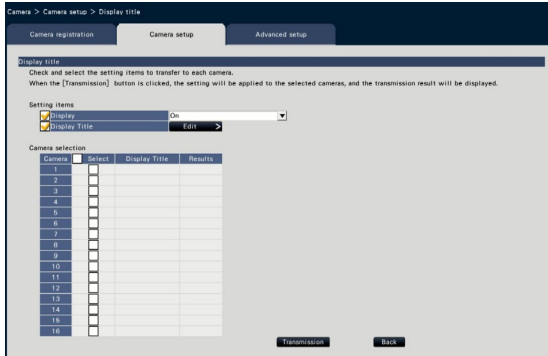 Camera > Camera setup > Display title
Camera registration Camera setup Advanced setup
Display title
Check and select the setting items to transfer to each camera.
When the [Transmission] button is clicked, the setting will be applied to the selected cameras, and the transmission result will be displayed.
Setting items
Display On
Display Title Edit >
Camera selection
Camera Select Display Title Results
1
2
3
4
5
6
7
8
9
10
11
12
13
14
15
16
Transmission Back